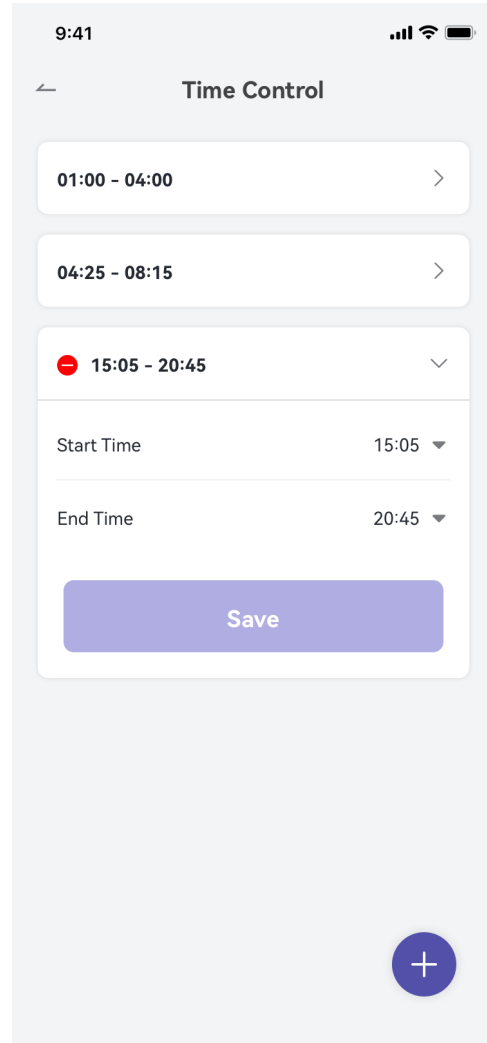 9:41
Time Control
01:00 - 04:00
04:25 - 08:15
15:05 - 20:45
Start Time 15:05
End Time 20:45
Save